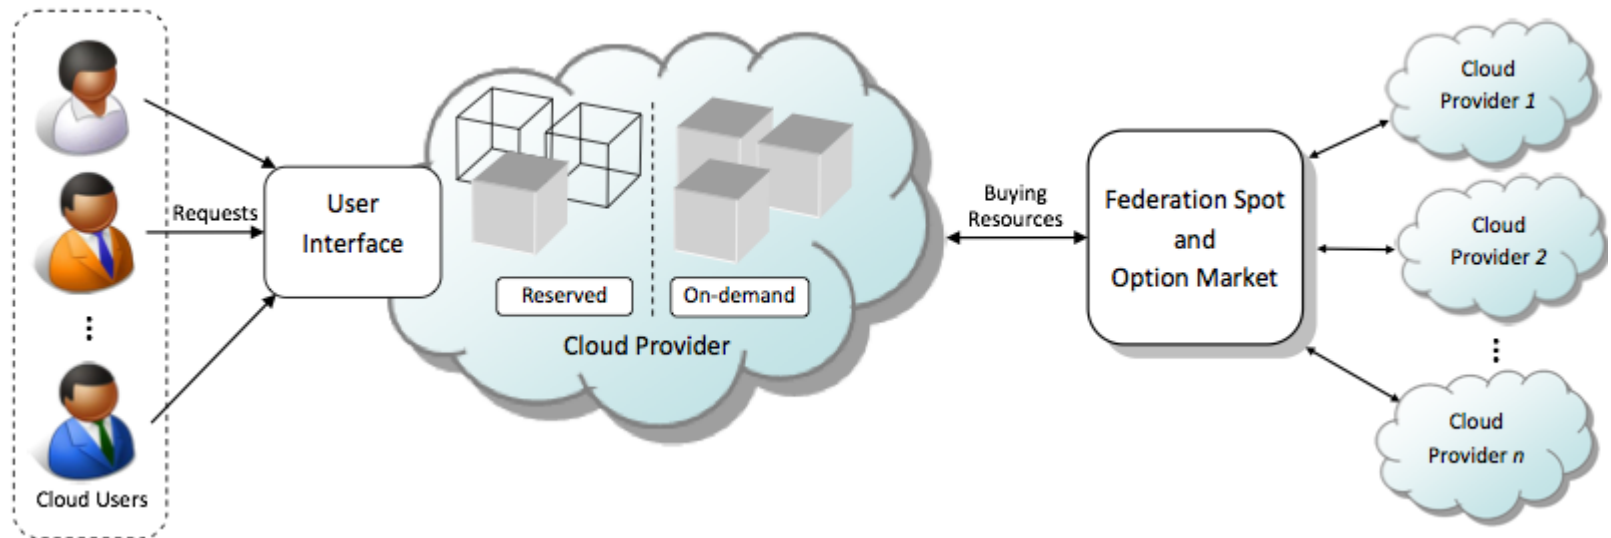 Requests
Cloud Users
User
Interface
Reserved
On-demand
Cloud Provider
Buying
Resources
Federation Spot
and
Option Market
Cloud
Provider 1
Cloud
Provider 2
Cloud
Provider n